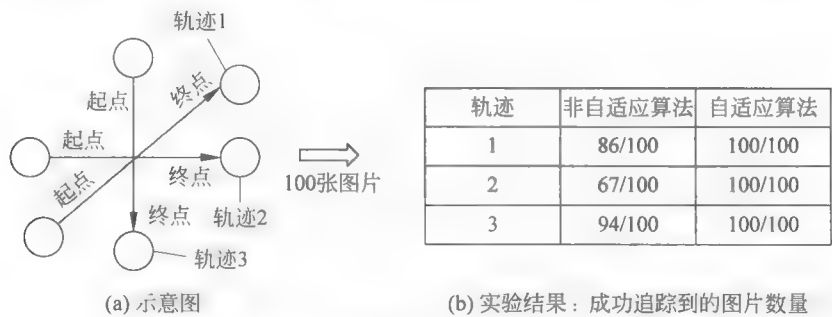 轨迹1
起点
终点
起点
终点
起点
终点
轨迹2
轨迹3
100张图片
(a) 示意图
轨迹 非自适应算法 自适应算法
1 86/100 100/100
2 67/100 100/100
3 94/100 100/100
(b) 实验结果：成功追踪到的图片数量